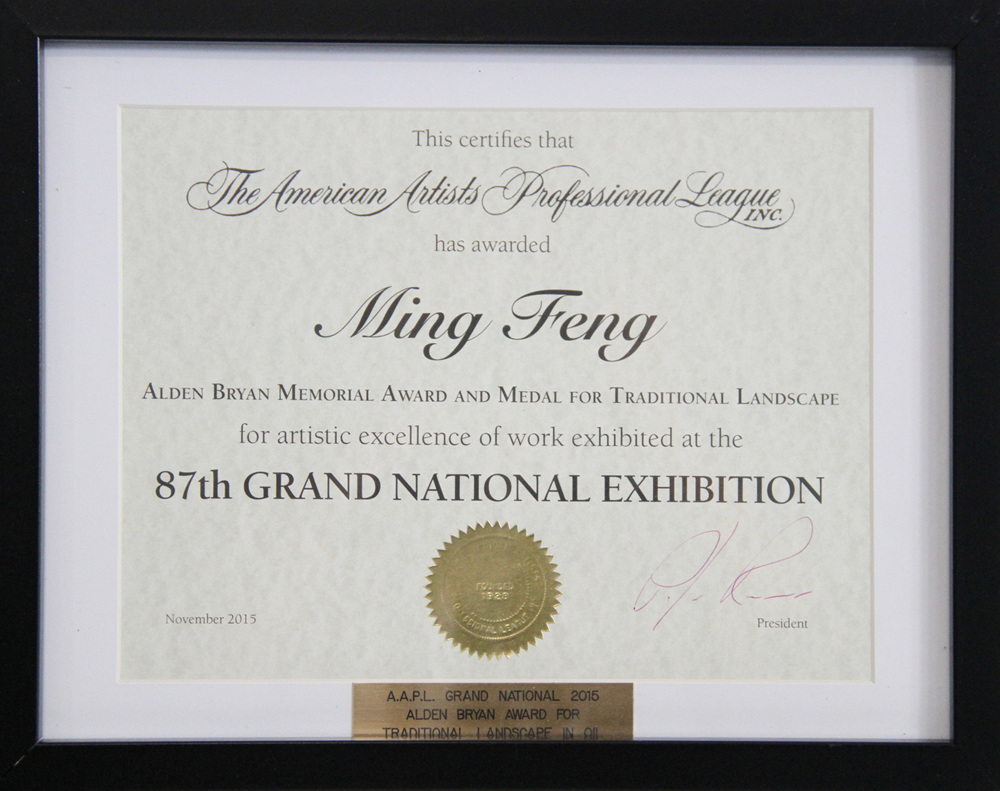 This certifies that
The American Artists Professional League INC.
has awarded
Ming Feng
ALDEN BRYAN MEMORIAL AWARD AND MEDAL FOR TRADITIONAL LANDSCAPE
for artistic excellence of work exhibited at the
87th GRAND NATIONAL EXHIBITION
FOUNDED
1928
November 2015
President
A.A.P.L. GRAND NATIONAL 2015
ALDEN BRYAN AWARD FOR
TRADITIONAL LANDSCAPE IN OIL